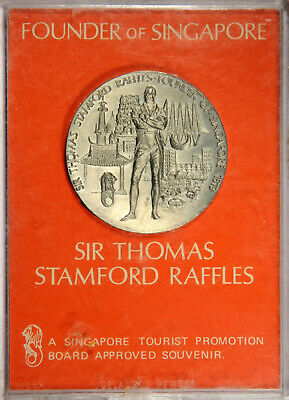 FOUNDER OF SINGAPORE
SIR THOMAS STAMFORD RAFFLES-FOUNDER OF SINGAPORE 1819
SIR THOMAS
STAMFORD RAFFLES
A SINGAPORE TOURIST PROMOTION
BOARD APPROVED SOUVENIR.